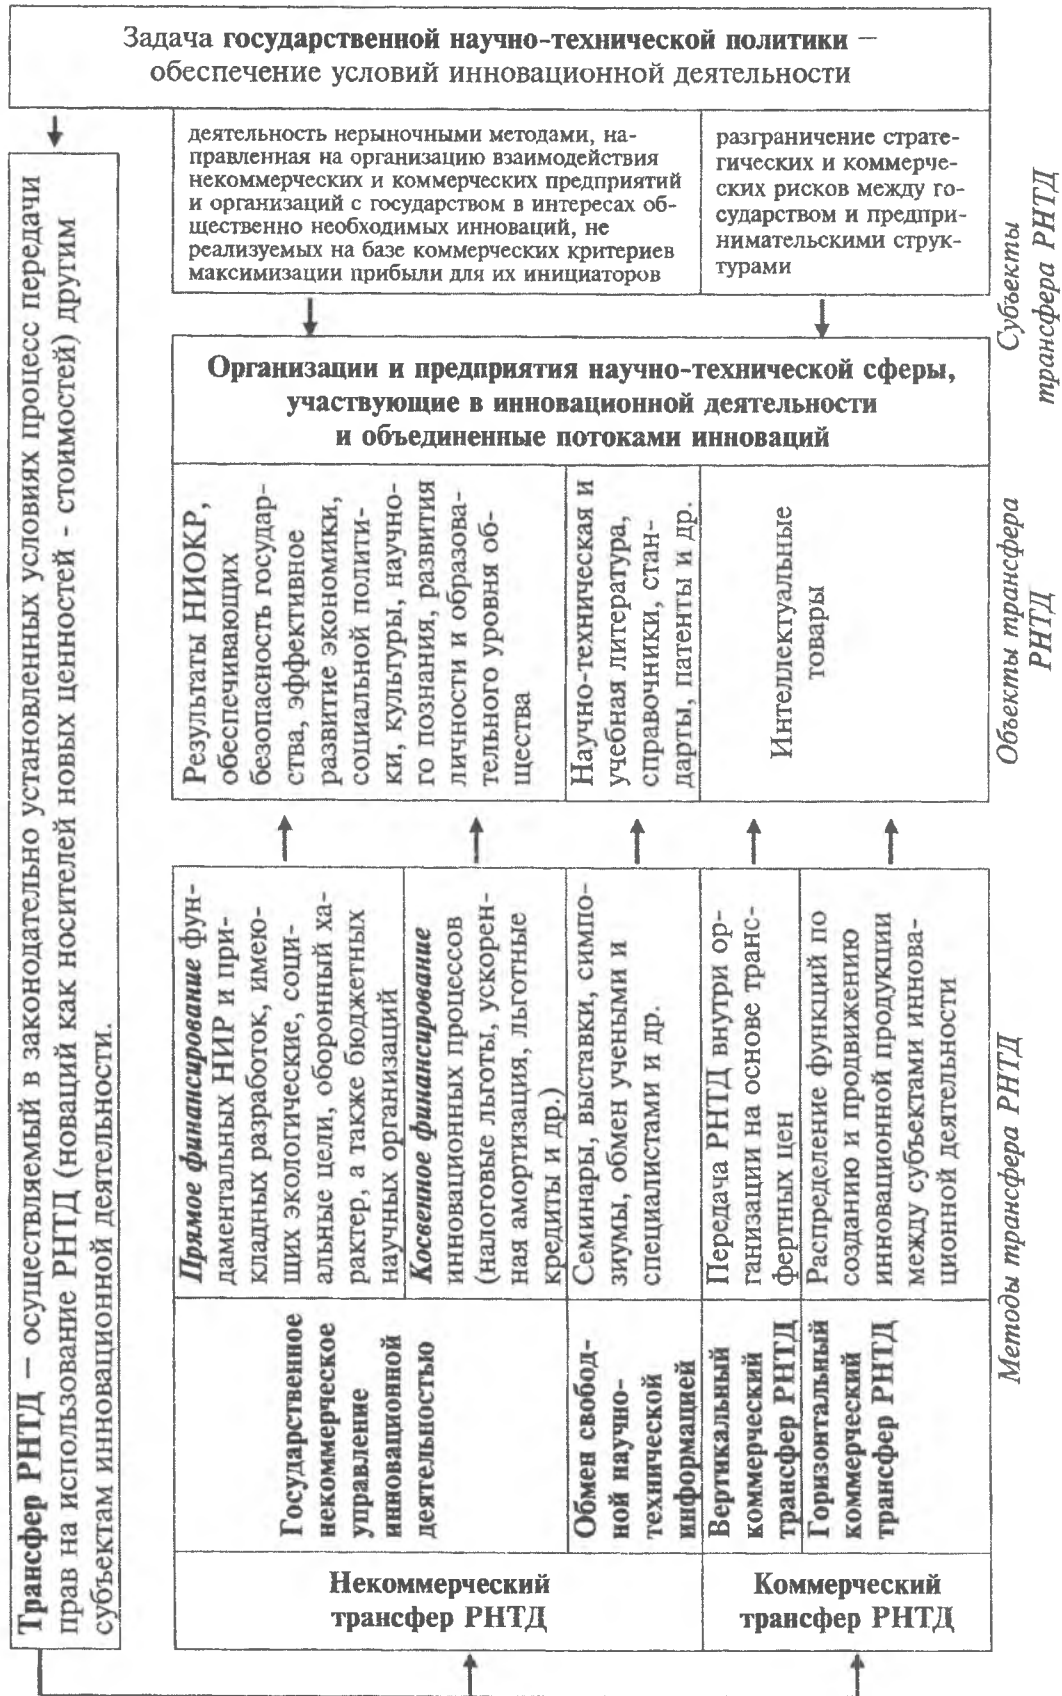 Задача государственной научно-технической политики —
обеспечение условий инновационной деятельности
Трансфер РНТД — осуществляемый в законодательно установленных условиях процесс передачи
прав на использование РНТД (новаций как носителей новых ценностей - стоимостей) другим
субъектам инновационной деятельности.
деятельность нерыночными методами, на-
правленная на организацию взаимодействия
некоммерческих и коммерческих предприятий
и организаций с государством в интересах об-
щественно необходимых инноваций, не
реализуемых на базе коммерческих критериев
максимизации прибыли для их инициаторов
разграничение страте-
гических и коммерче-
ских рисков между го-
сударством и предпри-
нимательскими струк-
турами
Субъекты
трансфера РНТД
Организации и предприятия научно-технической сферы,
участвующие в инновационной деятельности
и объединенные потоками инноваций
Результаты НИОКР,
обеспечивающих
безопасность государ-
ства, эффективное
развитие экономики,
социальной полити-
ки, культуры, научно-
го познания, развития
личности и образова-
тельного уровня об-
щества
Научно-техническая и
учебная литература,
справочники, стан-
дарты, патенты и др.
Интеллектуальные
товары
Объекты трансфера
РНТД
Прямое финансирование фун-
даментальных НИР и при-
кладных разработок, имею-
щих экологические, соци-
альные цели, оборонный ха-
рактер, а также бюджетных
научных организаций
Косвенное финансирование
инновационных процессов
(налоговые льготы, ускорен-
ная амортизация, льготные
кредиты и др.)
Семинары, выставки, симпо-
зиумы, обмен учеными и
специалистами и др.
Передача РНТД внутри ор-
ганизации на основе транс-
фертных цен
Распределение функций по
созданию и продвижению
инновационной продукции
между субъектами иннова-
ционной деятельности
Методы трансфера РНТД
Государственное
некоммерческое
управление
инновационной
деятельностью
Обмен свобод-
ной научно-
технической
информацией
Вертикальный
коммерческий
трансфер РНТД
Горизонтальный
коммерческий
трансфер РНТД
Некоммерческий
трансфер РНТД
Коммерческий
трансфер РНТД